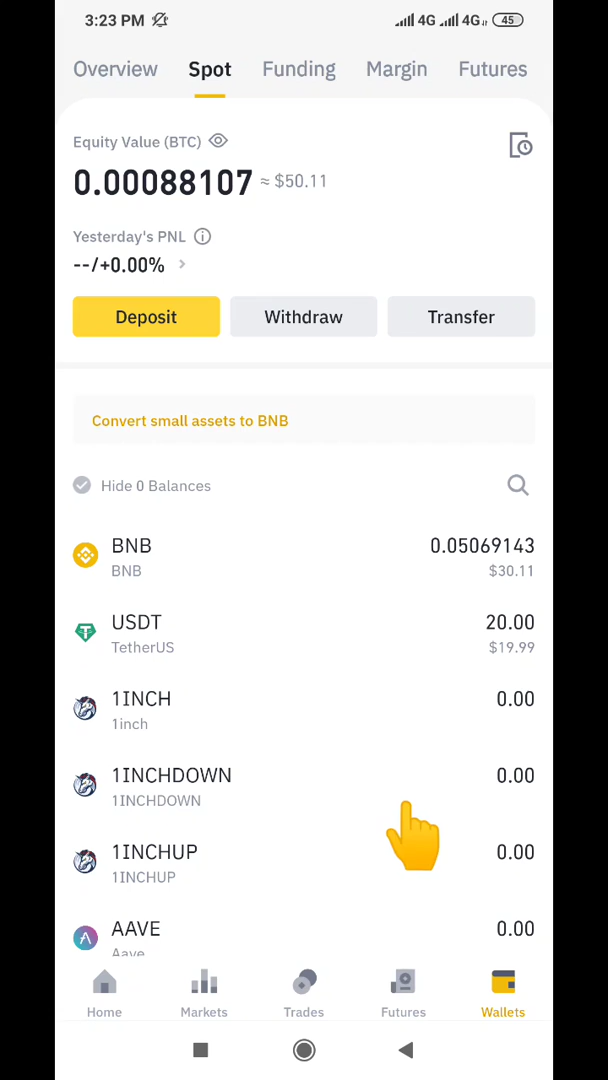 3:23 PM 4G 4G 45
Overview Spot Funding Margin Futures
Equity Value (BTC)
0.00088107 ≈ $50.11
Yesterday's PNL
--/+0.00% >
Deposit Withdraw Transfer
Convert small assets to BNB
Hide 0 Balances
BNB 0.05069143
BNB $30.11
USDT 20.00
TetherUS $19.99
1INCH 0.00
1inch
1INCHDOWN 0.00
1INCHDOWN
1INCHUP 0.00
1INCHUP
AAVE 0.00
Aave
Home Markets Trades Futures Wallets